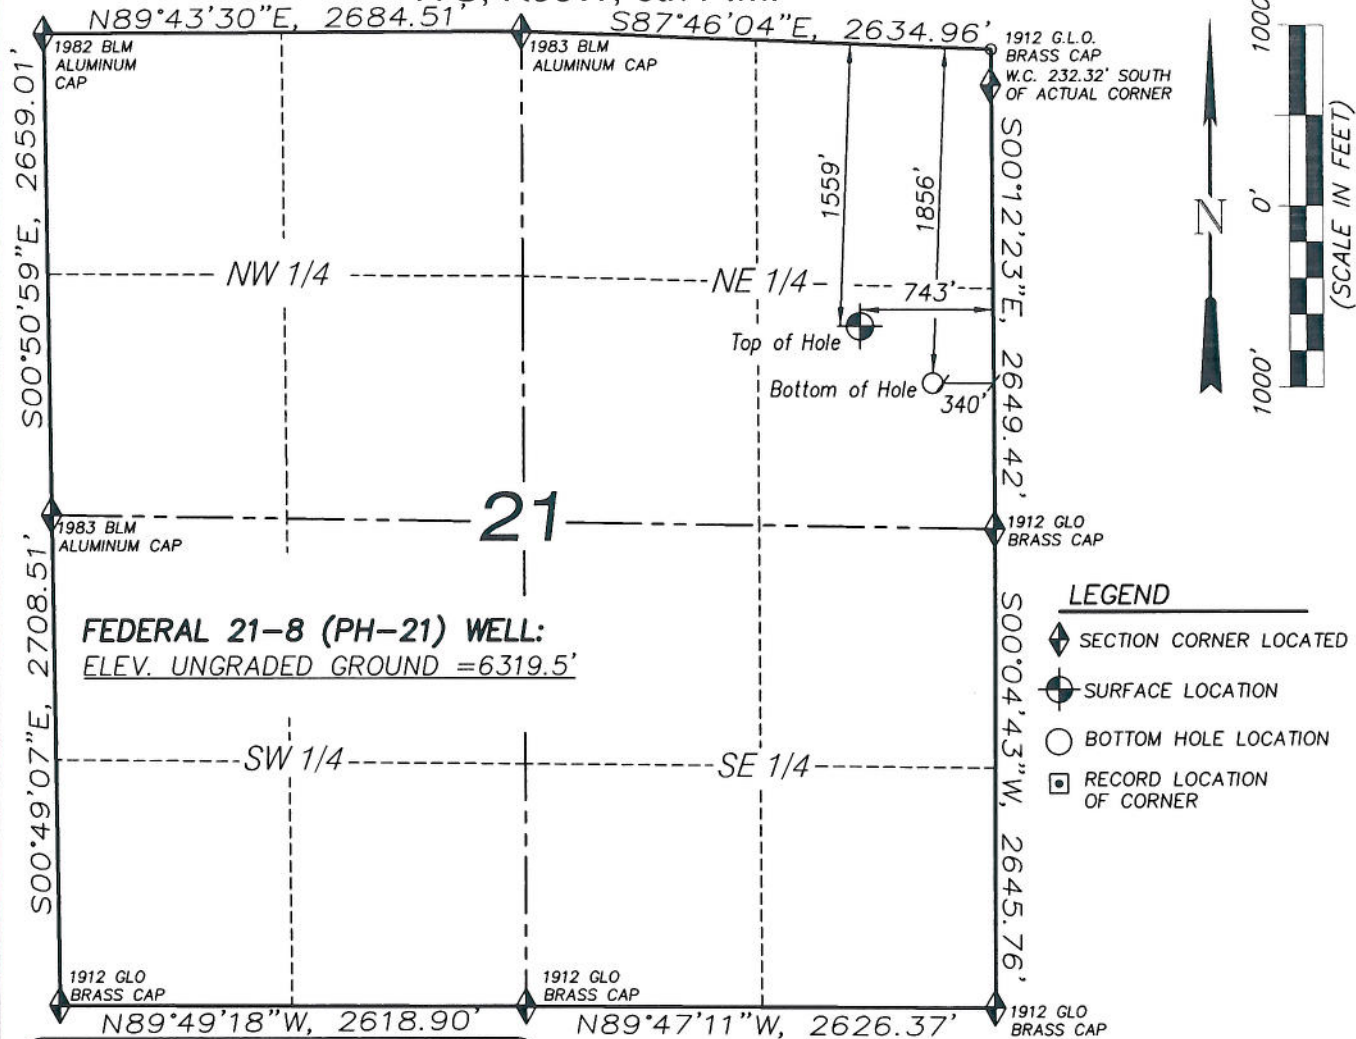 N89°43'30"E, 2684.51'
S87°46'04"E, 2634.96'
1982 BLM
ALUMINUM
CAP
1983 BLM
ALUMINUM CAP
1912 G.L.O.
BRASS CAP
W.C. 232.32' SOUTH
OF ACTUAL CORNER
S00°50'59"E, 2659.01'
S00°12'23"E, 2649.42'
1559'
1856'
N
1000'
0'
1000'
(SCALE IN FEET)
NW 1/4
NE 1/4
743'
Top of Hole
Bottom of Hole
340'
21
1983 BLM
ALUMINUM CAP
1912 GLO
BRASS CAP
S00°49'07"E, 2708.51'
S00°04'43"W, 2645.76'
FEDERAL 21-8 (PH-21) WELL:
ELEV. UNGRADED GROUND =6319.5'
LEGEND
SECTION CORNER LOCATED
SURFACE LOCATION
BOTTOM HOLE LOCATION
RECORD LOCATION
OF CORNER
SW 1/4
SE 1/4
1912 GLO
BRASS CAP
1912 GLO
BRASS CAP
1912 GLO
BRASS CAP
N89°49'18"W, 2618.90'
N89°47'11"W, 2626.37'